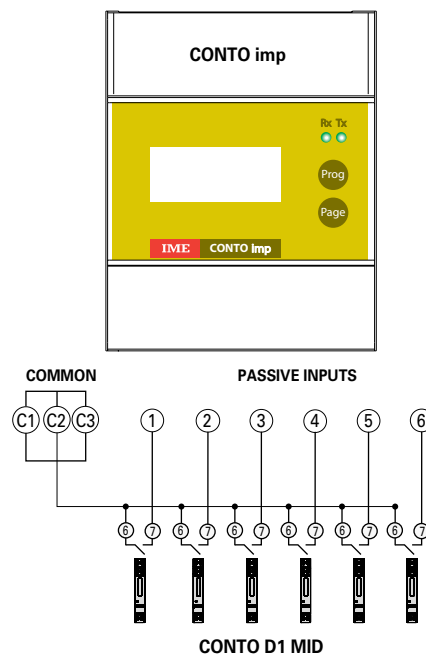 CONTO imp
Rx Tx
Prog
Page
IME CONTO imp
COMMON PASSIVE INPUTS
C1 C2 C3 1 2 3 4 5 6
6 7 6 7 6 7 6 7 6 7 6 7
CONTO D1 MID